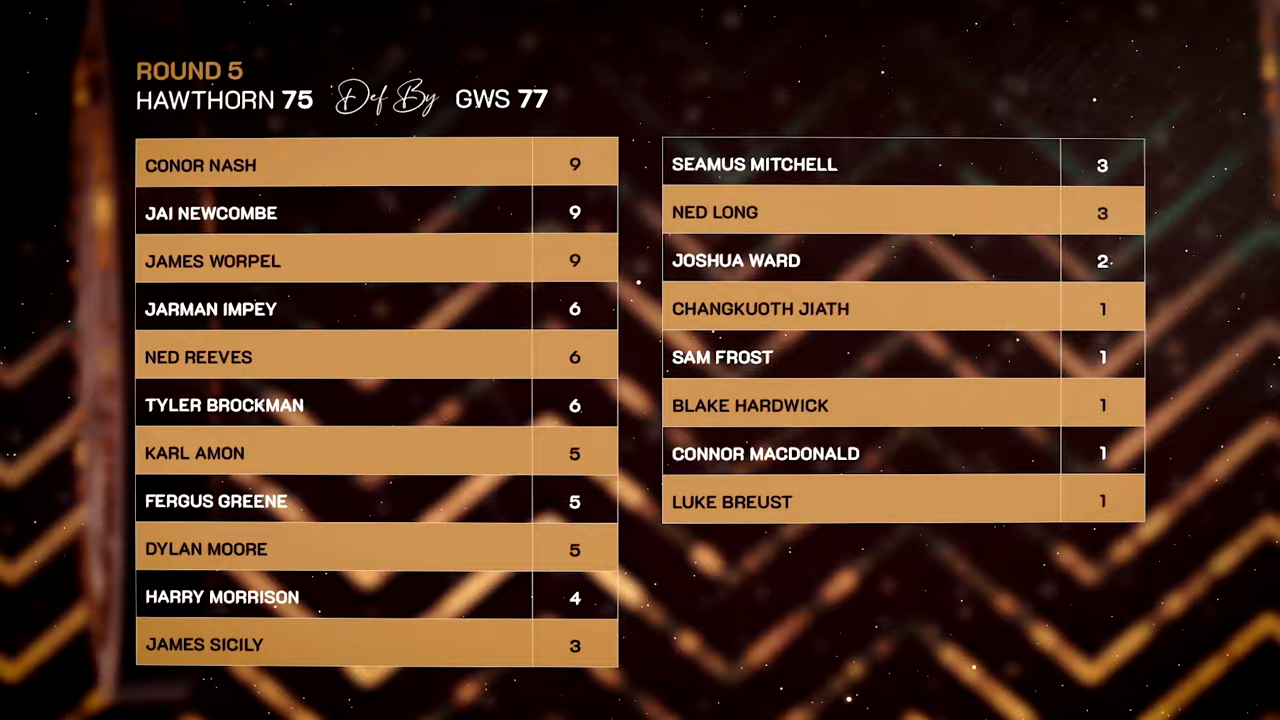 ROUND 5
HAWTHORN 75 Def By GWS 77
CONOR NASH 9
JAI NEWCOMBE 9
JAMES WORPEL 9
JARMAN IMPEY 6
NED REEVES 6
TYLER BROCKMAN 6
KARL AMON 5
FERGUS GREENE 5
DYLAN MOORE 5
HARRY MORRISON 4
JAMES SICILY 3
SEAMUS MITCHELL 3
NED LONG 3
JOSHUA WARD 2
CHANGKUOTH JIATH 1
SAM FROST 1
BLAKE HARDWICK 1
CONNOR MACDONALD 1
LUKE BREUST 1